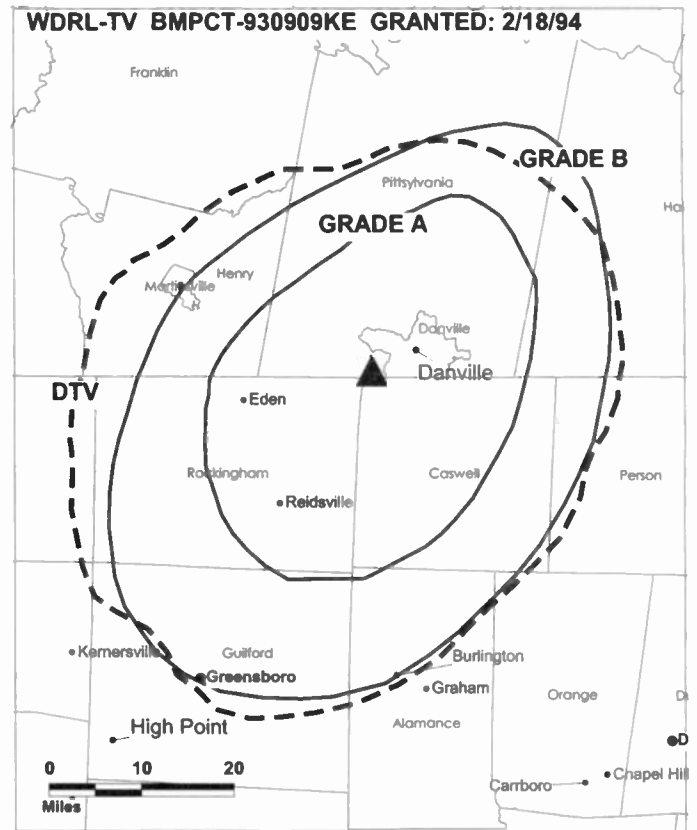 WDRL-TV BMPCT-930909KE GRANTED: 2/18/94
Franklin
GRADE B
Pittsylvania
Hal
GRADE A
Henry
Martinsville
Danville
Danville
DTV
Eden
Rockingham
Caswell
Person
Reidsville
Kernersville
Guilford
Burlington
Greensboro
Graham
Orange
Alamance
High Point
D
Chapel Hill
Carrboro
0 10 20
Miles